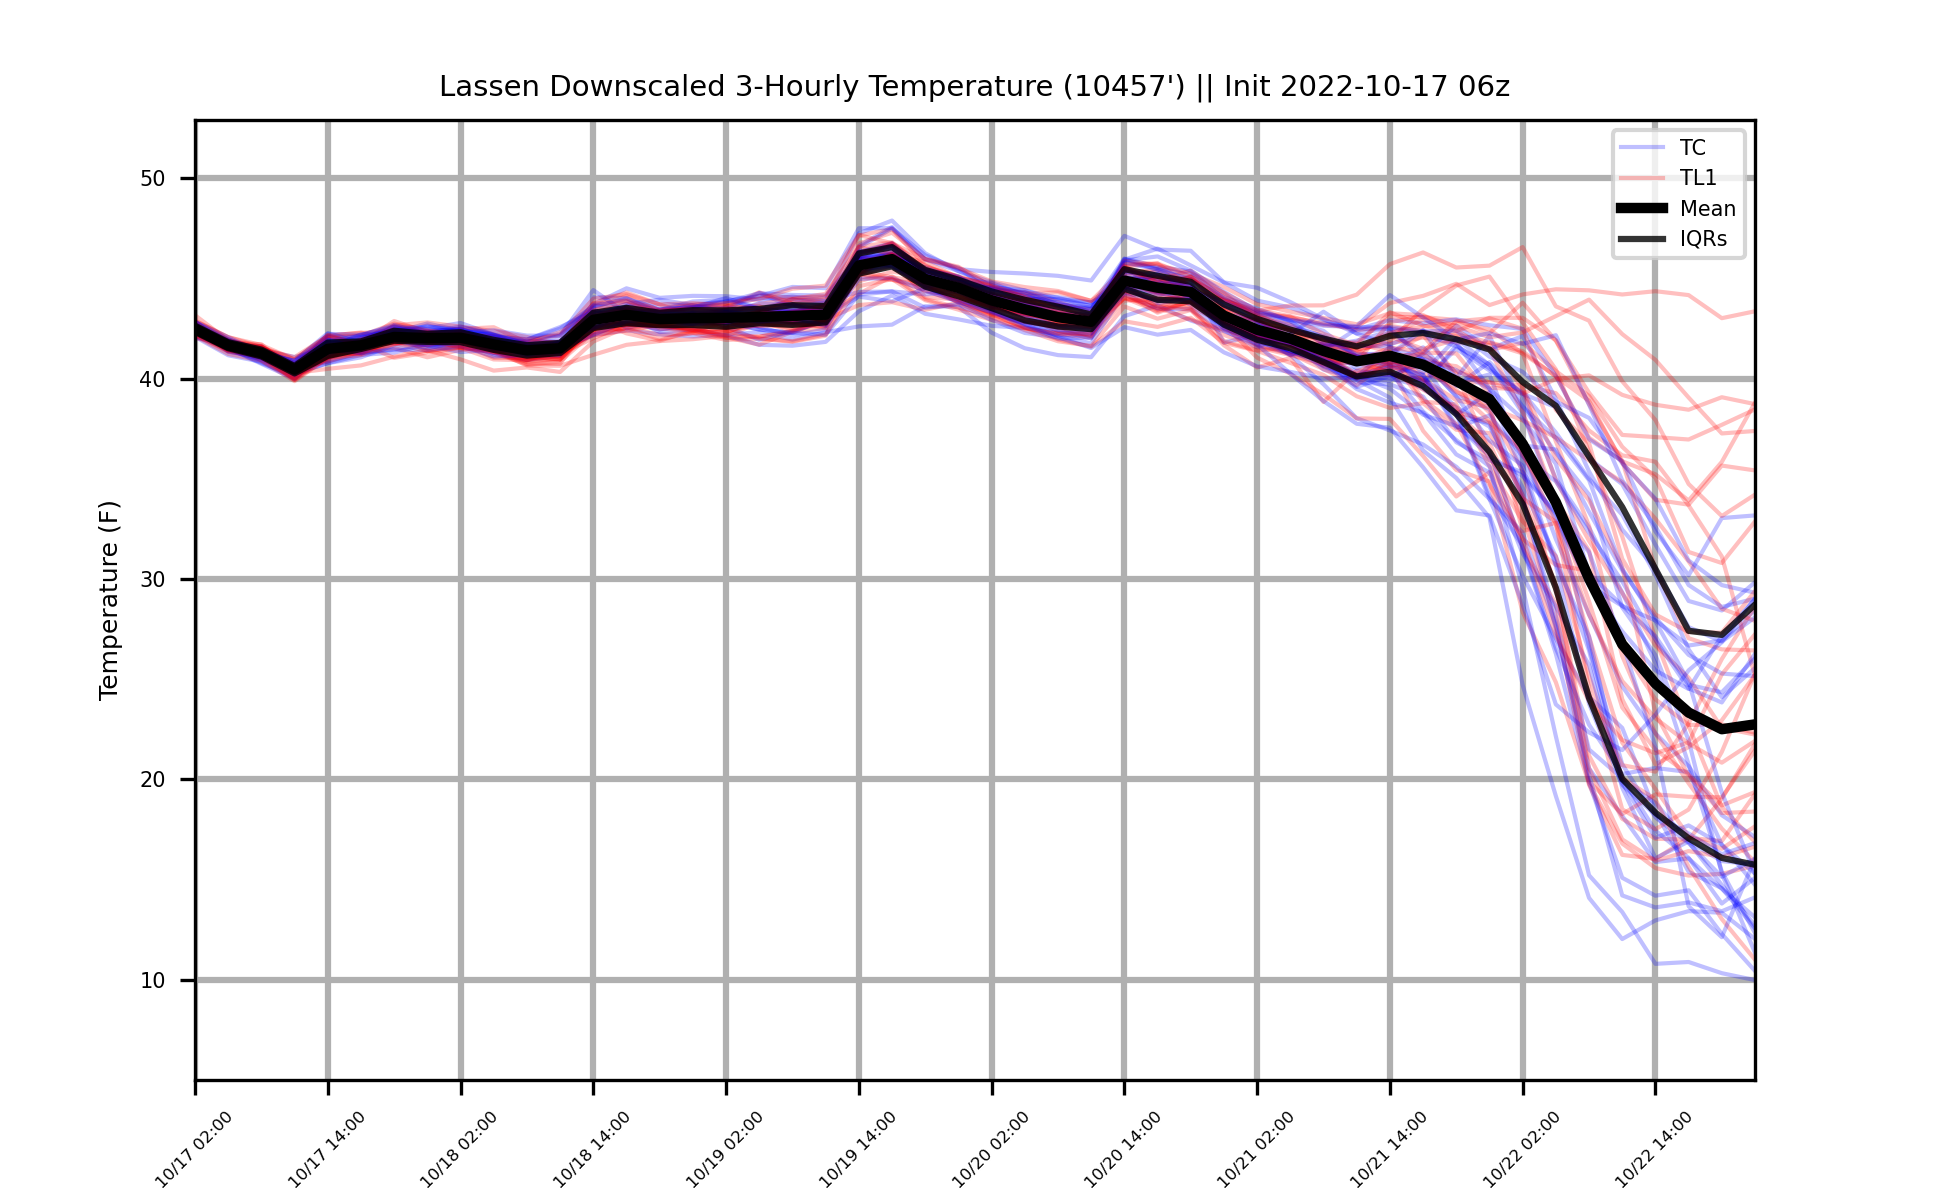 Lassen Downscaled 3-Hourly Temperature (10457') || Init 2022-10-17 06z
TC
TL1
Mean
IQRs
Temperature (F)
50
40
30
20
10
10/17 02:00
10/17 14:00
10/18 02:00
10/18 14:00
10/19 02:00
10/19 14:00
10/20 02:00
10/20 14:00
10/21 02:00
10/21 14:00
10/22 02:00
10/22 14:00